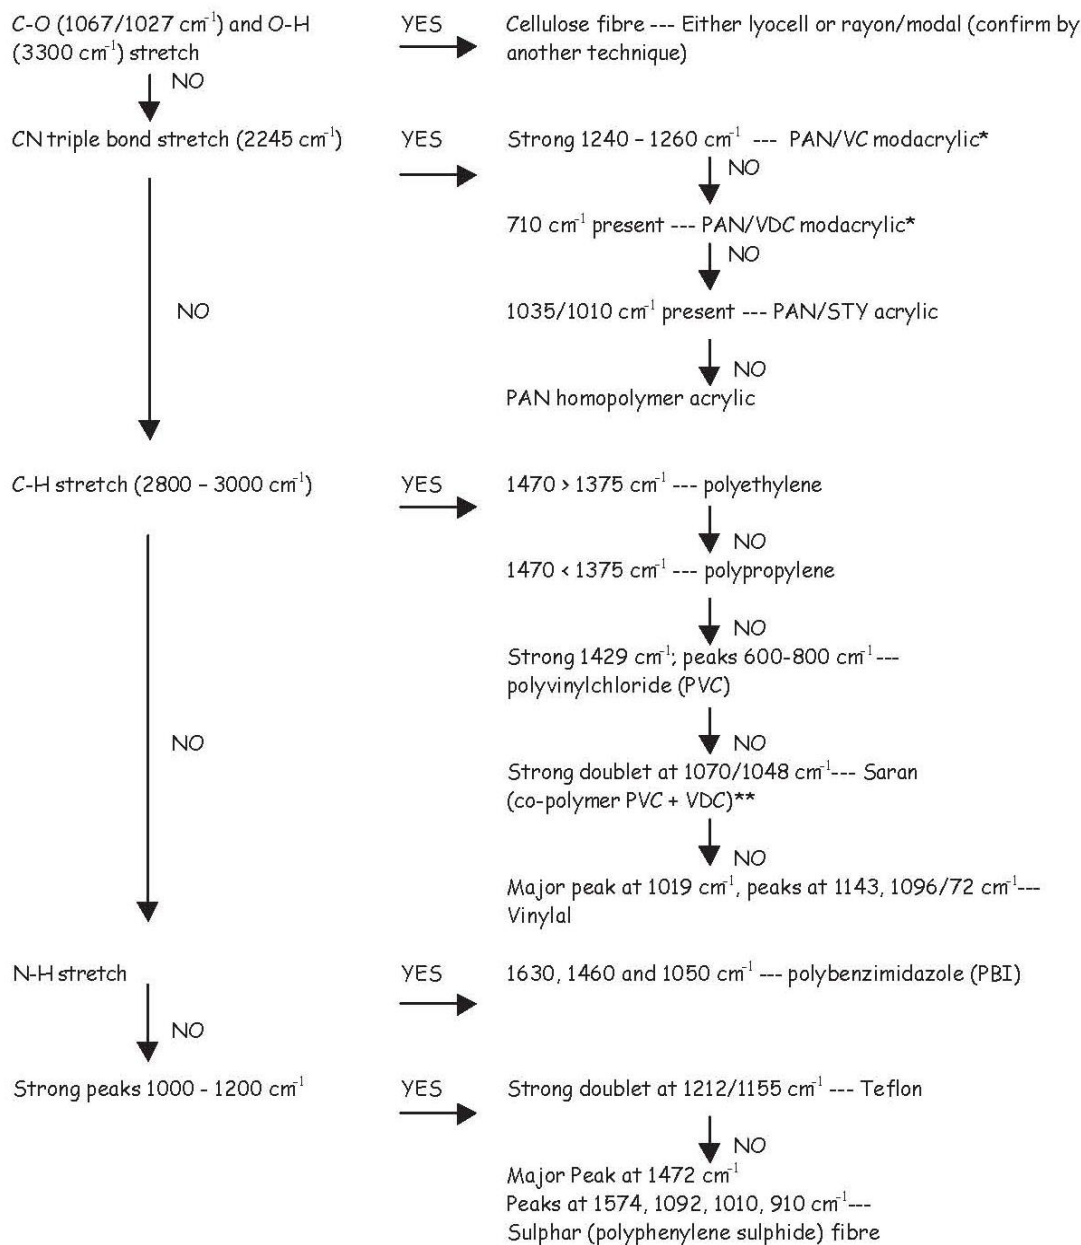 C-O (1067/1027 cm⁻¹) and O-H
(3300 cm⁻¹) stretch
YES
Cellulose fibre --- Either lyocell or rayon/modal (confirm by
another technique)
NO
CN triple bond stretch (2245 cm⁻¹)
YES
Strong 1240 – 1260 cm⁻¹ --- PAN/VC modacrylic*
NO
710 cm⁻¹ present --- PAN/VDC modacrylic*
NO
NO
1035/1010 cm⁻¹ present --- PAN/STY acrylic
NO
PAN homopolymer acrylic
C-H stretch (2800 – 3000 cm⁻¹)
YES
1470 > 1375 cm⁻¹ --- polyethylene
NO
1470 < 1375 cm⁻¹ --- polypropylene
NO
Strong 1429 cm⁻¹; peaks 600-800 cm⁻¹ ---
polyvinylchloride (PVC)
NO
NO
Strong doublet at 1070/1048 cm⁻¹--- Saran
(co-polymer PVC + VDC)**
NO
Major peak at 1019 cm⁻¹, peaks at 1143, 1096/72 cm⁻¹---
Vinylal
N-H stretch
YES
1630, 1460 and 1050 cm⁻¹ --- polybenzimidazole (PBI)
NO
Strong peaks 1000 - 1200 cm⁻¹
YES
Strong doublet at 1212/1155 cm⁻¹ --- Teflon
NO
Major Peak at 1472 cm⁻¹
Peaks at 1574, 1092, 1010, 910 cm⁻¹---
Sulphar (polyphenylene sulphide) fibre